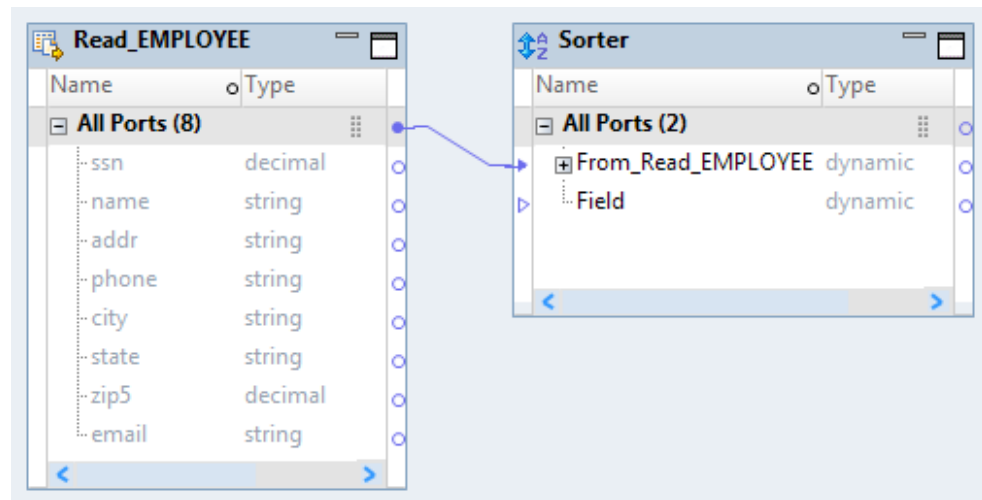 Read_EMPLOYEE
Name Type
All Ports (8)
ssn decimal
name string
addr string
phone string
city string
state string
zip5 decimal
email string
Sorter
Name Type
All Ports (2)
From_Read_EMPLOYEE dynamic
Field dynamic